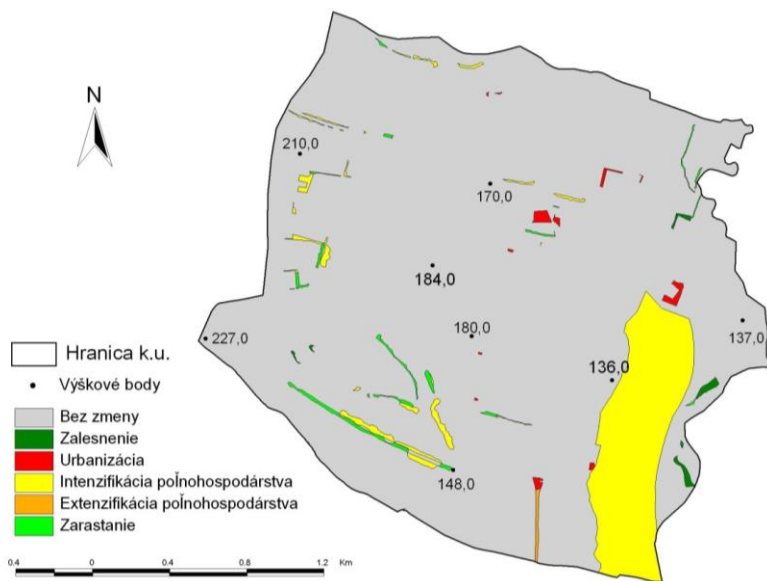 N
210,0
170,0
184,0
180,0
227,0
137,0
136,0
148,0
Hranica k.u.
Výškové body
Bez zmeny
Zalesnenie
Urbanizácia
Intenzifikácia poľnohospodárstva
Extenzifikácia poľnohospodárstva
Zarastanie
0.4 0 0.4 0.8 1.2 Km